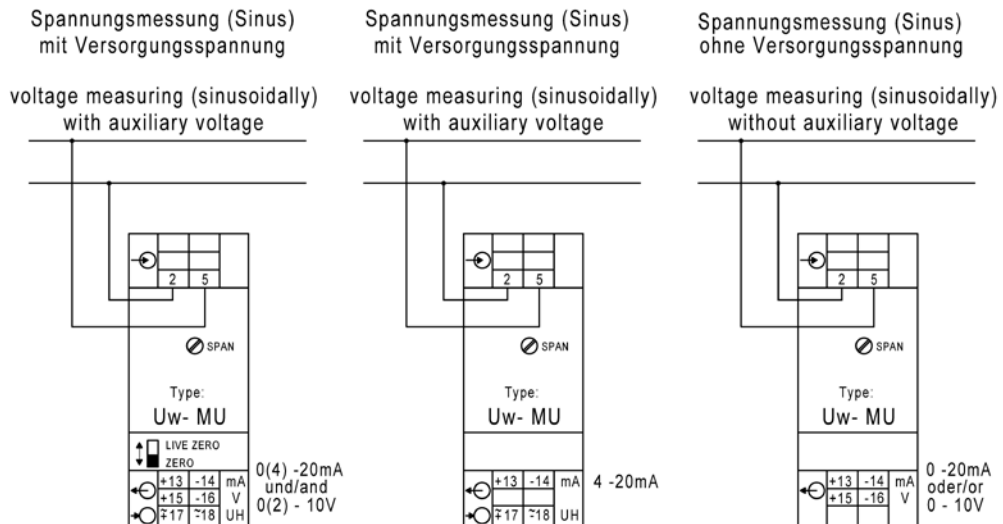 Spannungsmessung (Sinus)
mit Versorgungsspannung
voltage measuring (sinusoidally)
with auxiliary voltage
2 5
SPAN
Type:
Uw- MU
LIVE ZERO
ZERO
+13 -14 mA
+15 -16 V
≂17 ≂18 UH
0(4) -20mA
und/and
0(2) - 10V
Spannungsmessung (Sinus)
mit Versorgungsspannung
voltage measuring (sinusoidally)
with auxiliary voltage
2 5
SPAN
Type:
Uw- MU
+13 -14 mA
≂17 ≂18 UH
4 -20mA
Spannungsmessung (Sinus)
ohne Versorgungsspannung
voltage measuring (sinusoidally)
without auxiliary voltage
2 5
SPAN
Type:
Uw- MU
+13 -14 mA
+15 -16 V
0 -20mA
oder/or
0 - 10V